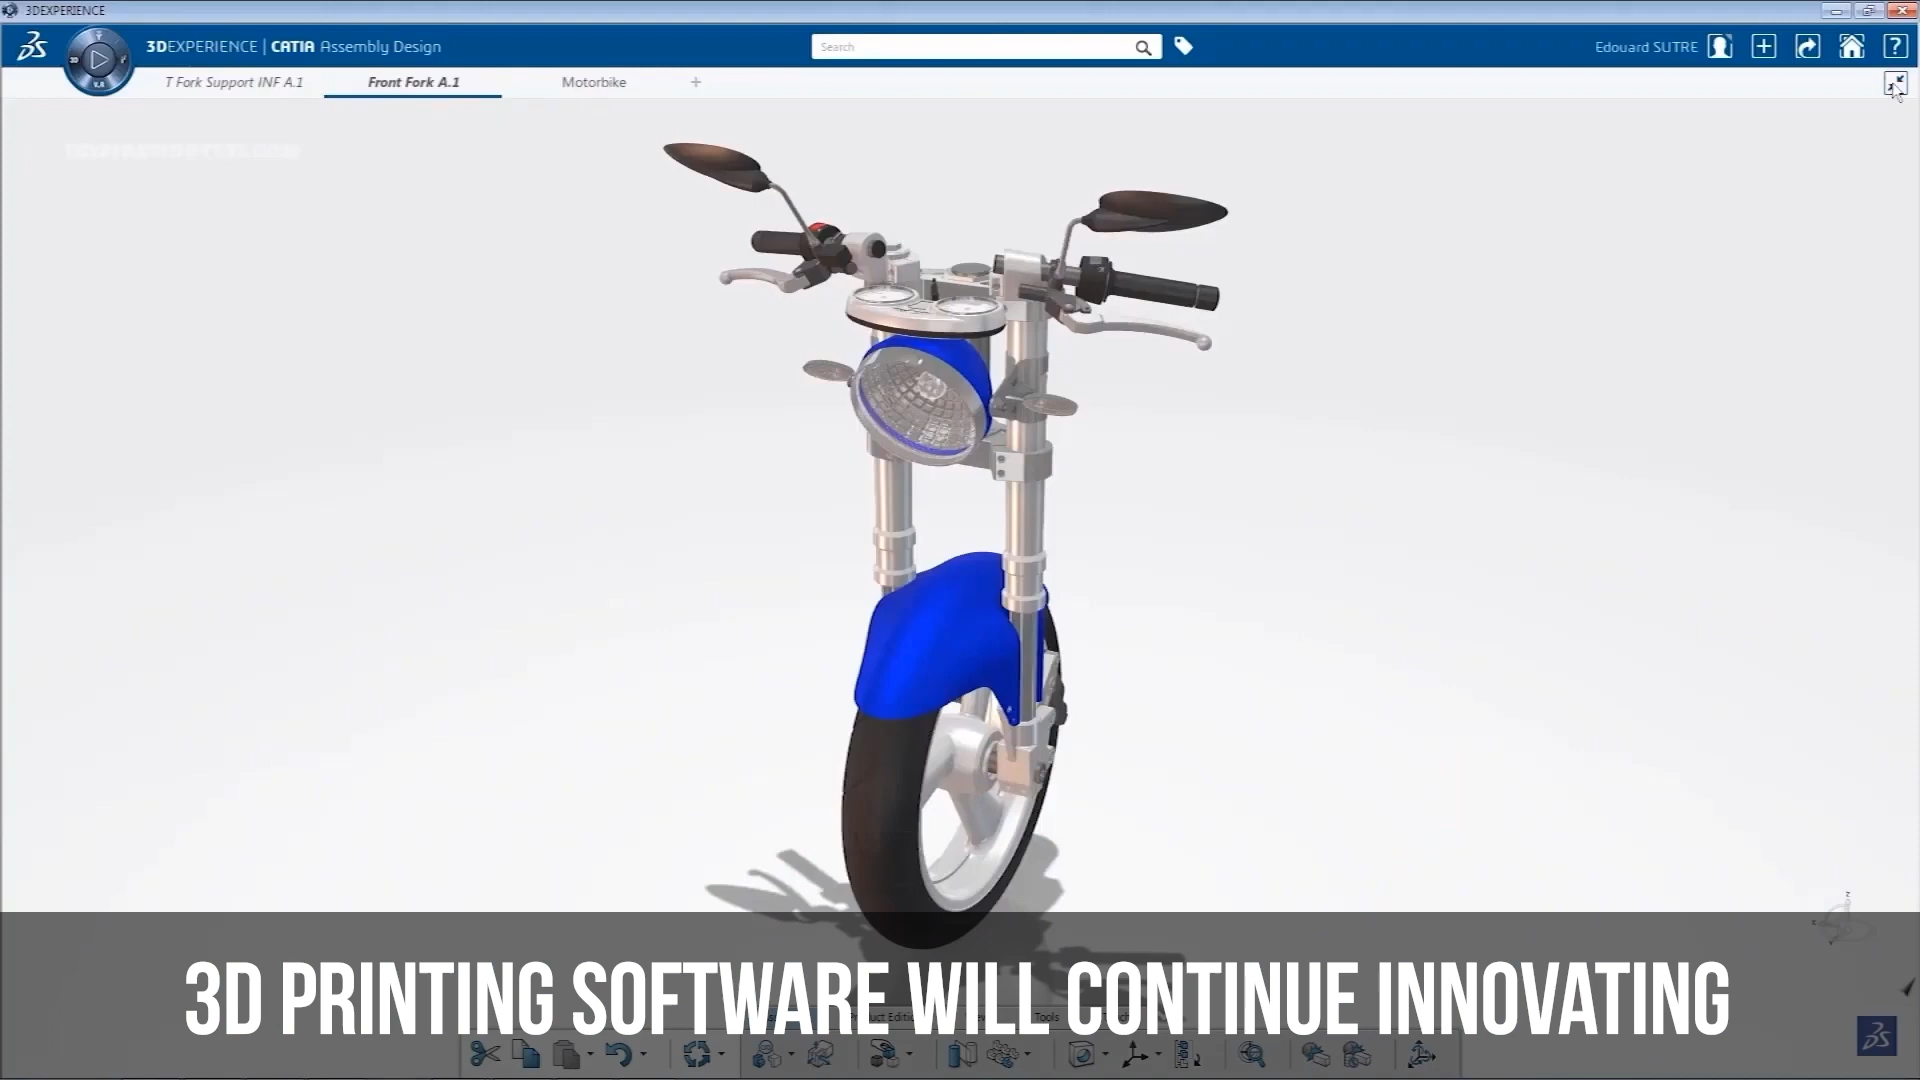 3DEXPERIENCE
3DEXPERIENCE | CATIA Assembly Design
Search
Edouard SUTRE
T Fork Support INF A.1
Front Fork A.1
Motorbike
3D PRINTING SOFTWARE WILL CONTINUE INNOVATING
Tools